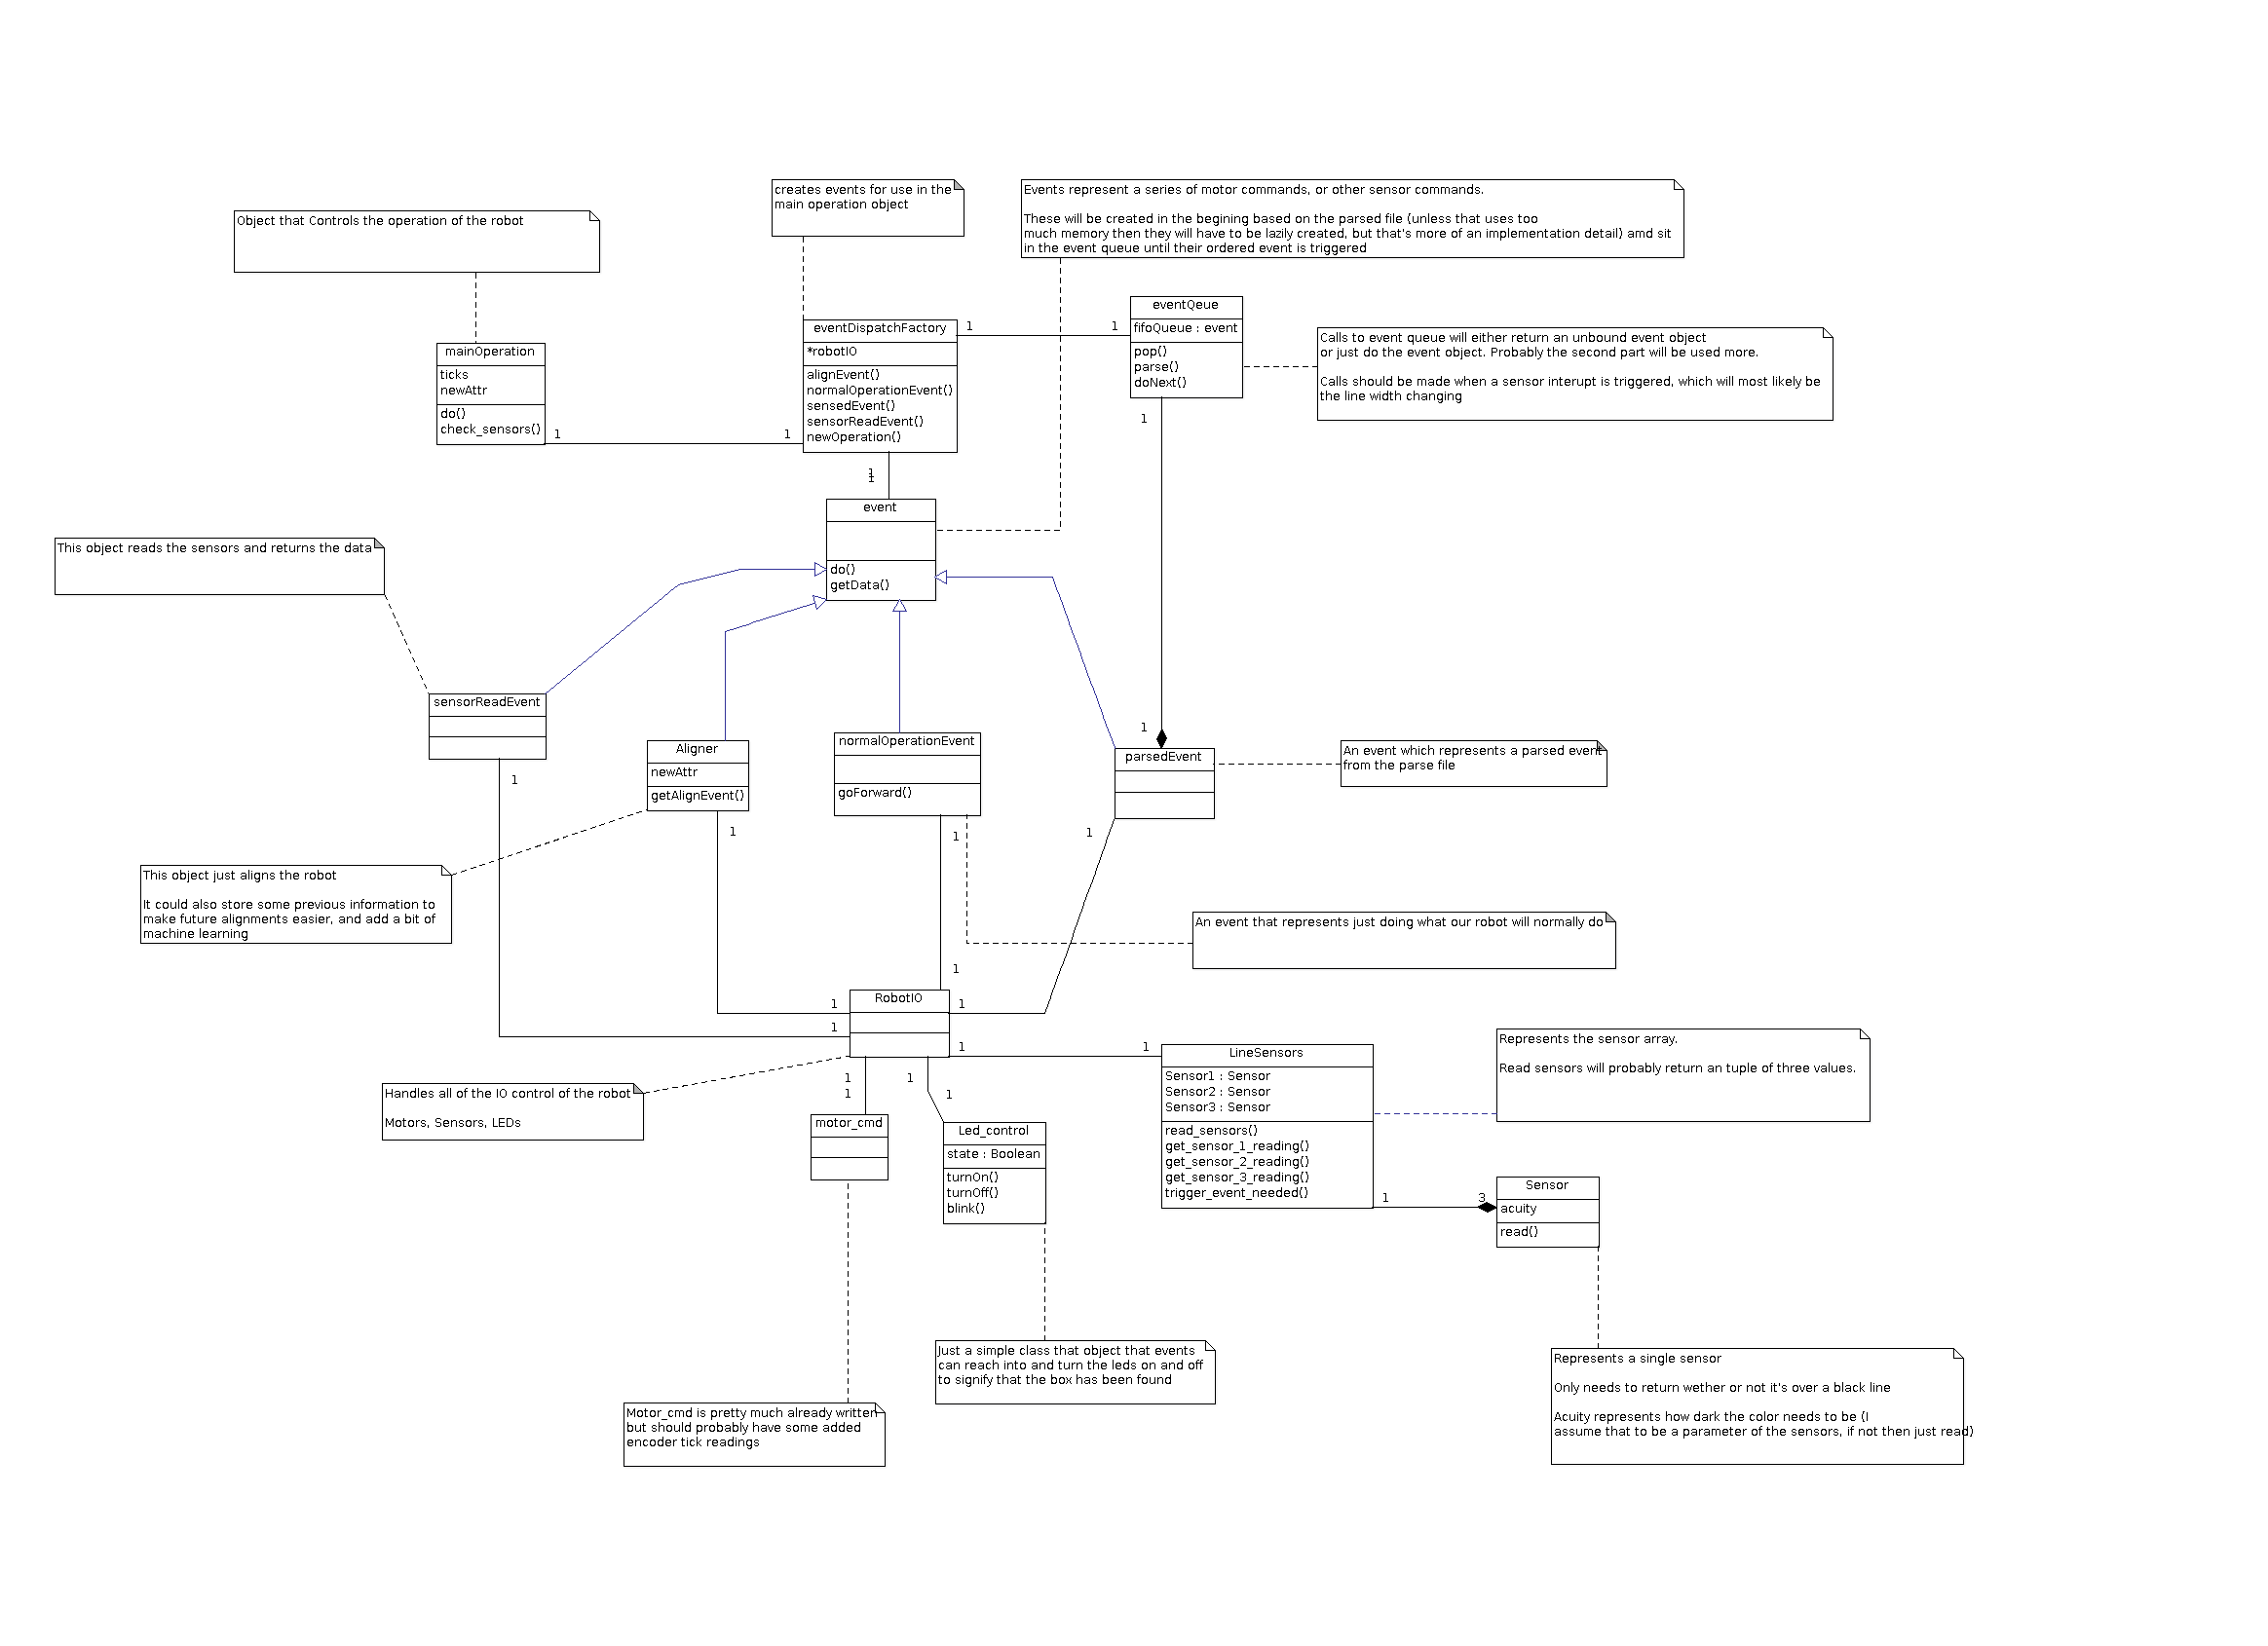 creates events for use in the
main operation object
Events represent a series of motor commands, or other sensor commands.
These will be created in the begining based on the parsed file (unless that uses too
much memory then they will have to be lazily created, but that's more of an implementation detail) amd sit
in the event queue until their ordered event is triggered
Object that Controls the operation of the robot
eventQeue
fifoQueue : event
pop()
parse()
doNext()
eventDispatchFactory
*robotIO
alignEvent()
normalOperationEvent()
sensedEvent()
sensorReadEvent()
newOperation()
1
1
Calls to event queue will either return an unbound event object
or just do the event object. Probably the second part will be used more.
Calls should be made when a sensor interupt is triggered, which will most likely be
the line width changing
mainOperation
ticks
newAttr
do()
check_sensors()
1
1
1
1
1
event
do()
getData()
This object reads the sensors and returns the data
sensorReadEvent
1
Aligner
newAttr
getAlignEvent()
1
normalOperationEvent
goForward()
1
1
parsedEvent
1
An event which represents a parsed event
from the parse file
This object just aligns the robot
It could also store some previous information to
make future alignments easier, and add a bit of
machine learning
An event that represents just doing what our robot will normally do
1
1
1
1
RobotIO
1
1
LineSensors
Sensor1 : Sensor
Sensor2 : Sensor
Sensor3 : Sensor
read_sensors()
get_sensor_1_reading()
get_sensor_2_reading()
get_sensor_3_reading()
trigger_event_needed()
Represents the sensor array.
Read sensors will probably return an tuple of three values.
Handles all of the IO control of the robot
Motors, Sensors, LEDs
1
1
1
1
motor_cmd
Led_control
state : Boolean
turnOn()
turnOff()
blink()
1
3
Sensor
acuity
read()
Just a simple class that object that events
can reach into and turn the leds on and off
to signify that the box has been found
Represents a single sensor
Only needs to return wether or not it's over a black line
Acuity represents how dark the color needs to be (I
assume that to be a parameter of the sensors, if not then just read)
Motor_cmd is pretty much already written
but should probably have some added
encoder tick readings